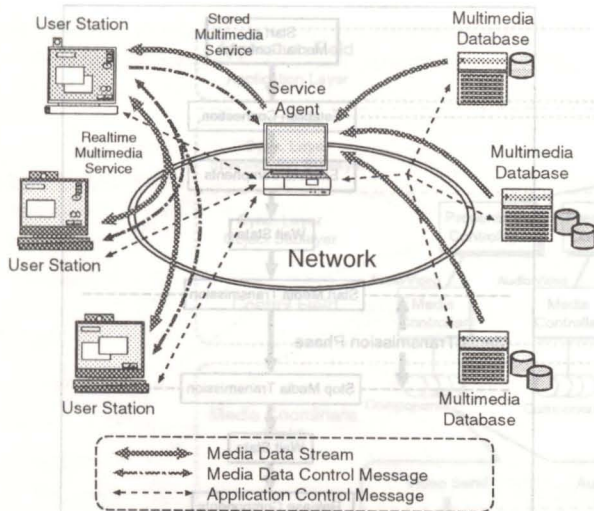 User Station
Stored
Multimedia
Service
Multimedia
Database
Service
Agent
Realtime
Multimedia
Service
Multimedia
Database
User Station
Network
User Station
Multimedia
Database
Media Data Stream
Media Data Control Message
Application Control Message